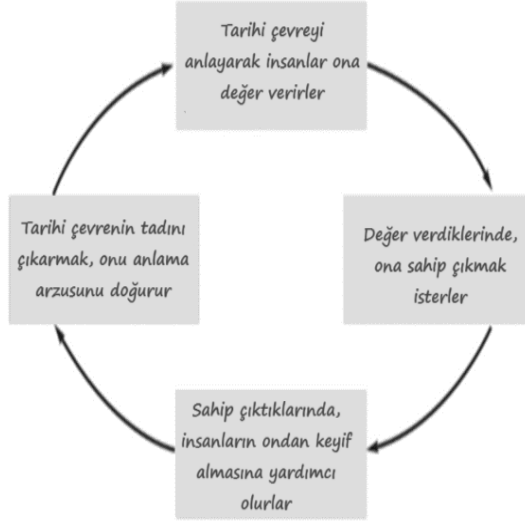 Tarihi çevreyi
anlayarak insanlar ona
değer verirler
Değer verdiklerinde,
ona sahip çıkmak
isterler
Sahip çıktıklarında,
insanların ondan keyif
almasına yardımcı
olurlar
Tarihi çevrenin tadını
çıkarmak, onu anlama
arzusunu doğurur